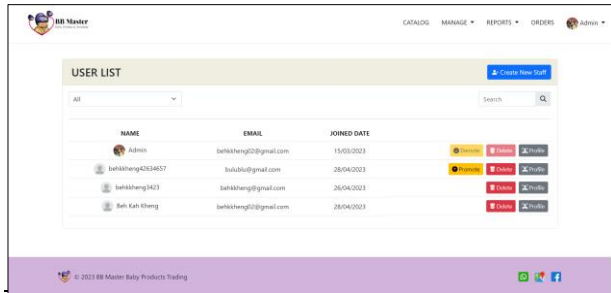 BB Master
CATALOG MANAGE REPORTS ORDERS Admin
USER LIST
Create New Staff
All
Search
NAME EMAIL JOINED DATE
Admin behkkheng02@gmail.com 15/03/2023 Demote Delete Profile
behkkheng42634657 bulublu@gmail.com 28/04/2023 Promote Delete Profile
behkkheng3423 behkkheng@gmail.com 26/04/2023 Delete Profile
Beh Kah Kheng behkkheng02@gmail.com 28/04/2023 Delete Profile
© 2023 BB Master Baby Products Trading